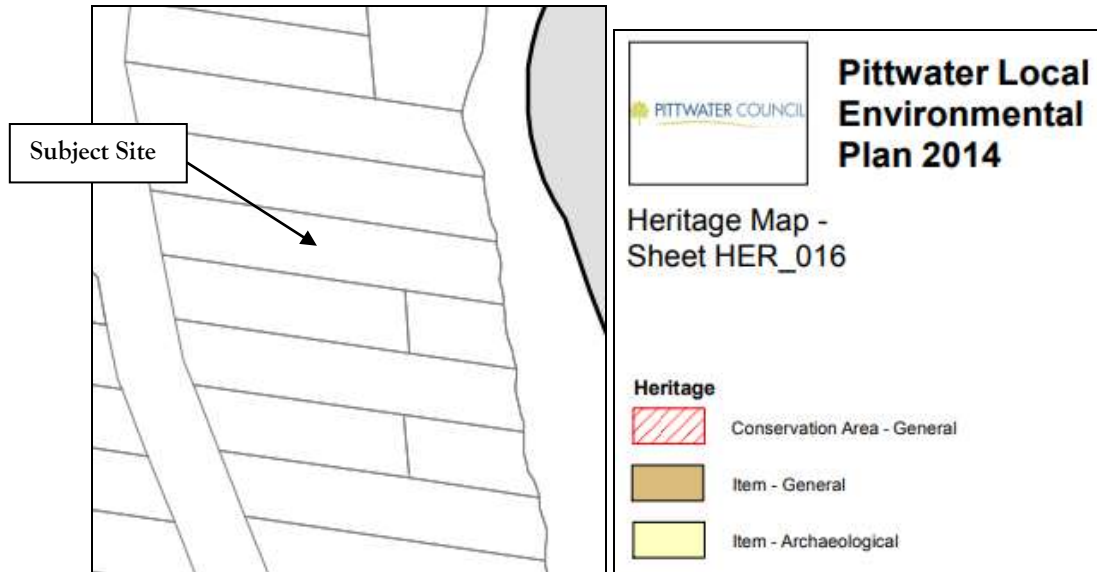 Subject Site
PITTWATER COUNCIL
Pittwater Local
Environmental
Plan 2014
Heritage Map -
Sheet HER_016
Heritage
Conservation Area - General
Item - General
Item - Archaeological